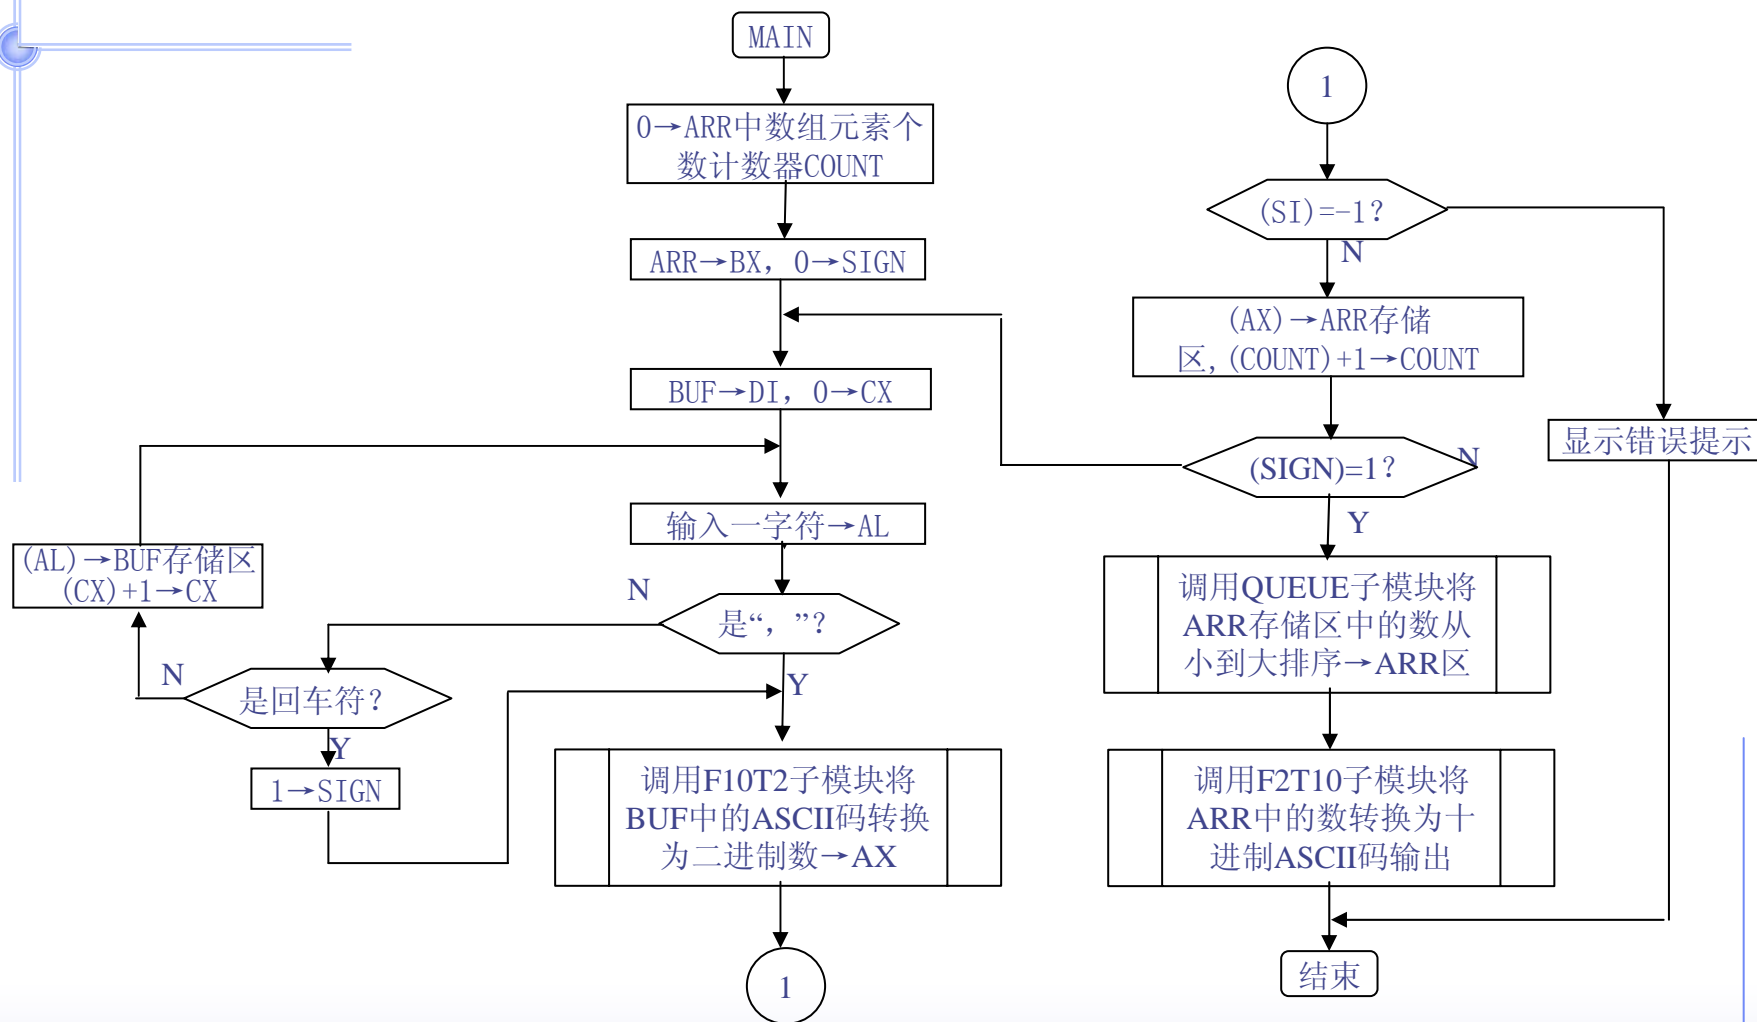 MAIN
0→ARR中数组元素个
数计数器COUNT
ARR→BX，0→SIGN
BUF→DI，0→CX
输入一字符→AL
(AL)→BUF存储区
(CX)+1→CX
N
是“，”？
N
是回车符？
Y
Y
1→SIGN
调用F10T2子模块将
BUF中的ASCII码转换
为二进制数→AX
1
1
(SI)=-1？
N
(AX)→ARR存储
区,(COUNT)+1→COUNT
显示错误提示
(SIGN)=1？
N
Y
调用QUEUE子模块将
ARR存储区中的数从
小到大排序→ARR区
调用F2T10子模块将
ARR中的数转换为十
进制ASCII码输出
结束